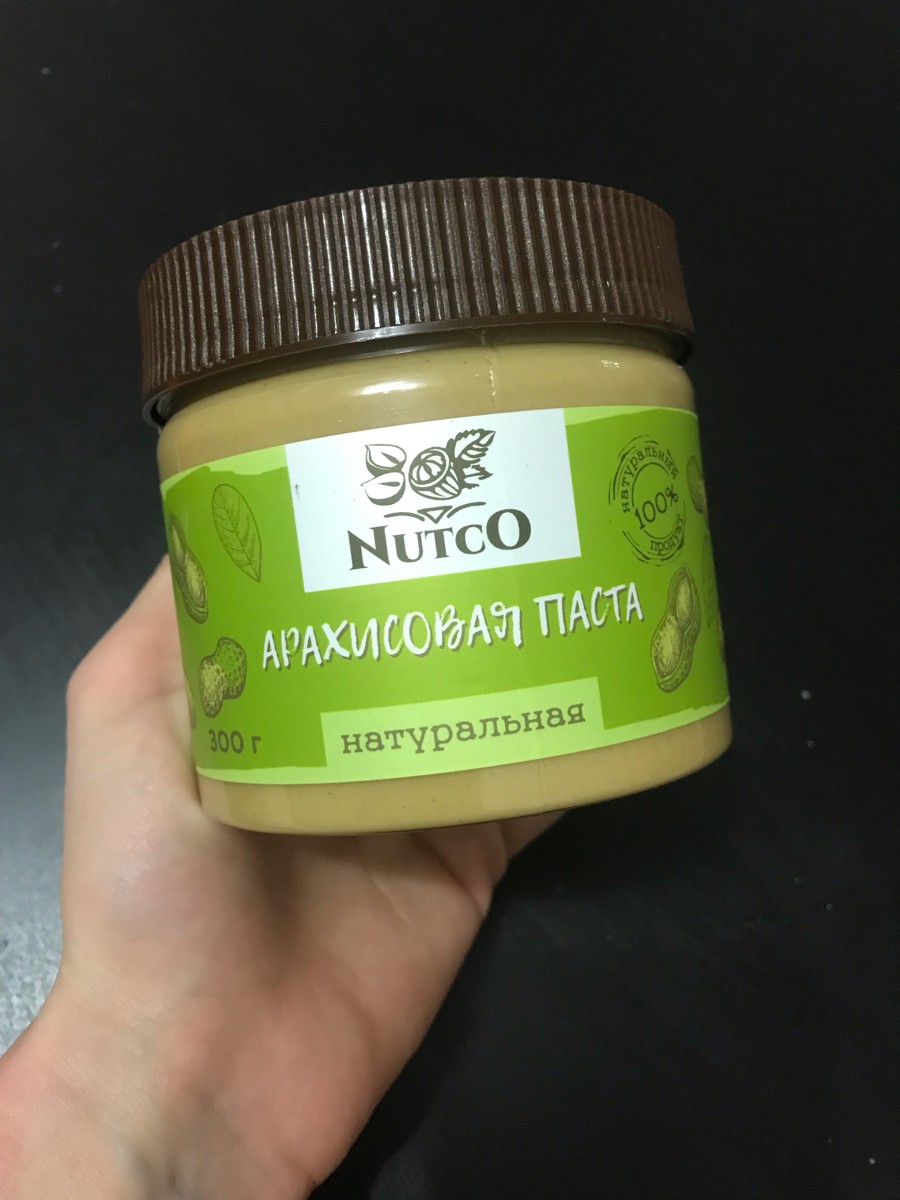 NUTCO
натуральный
100%
продукт
АРАХИСОВАЯ ПАСТА
300 г
натуральная